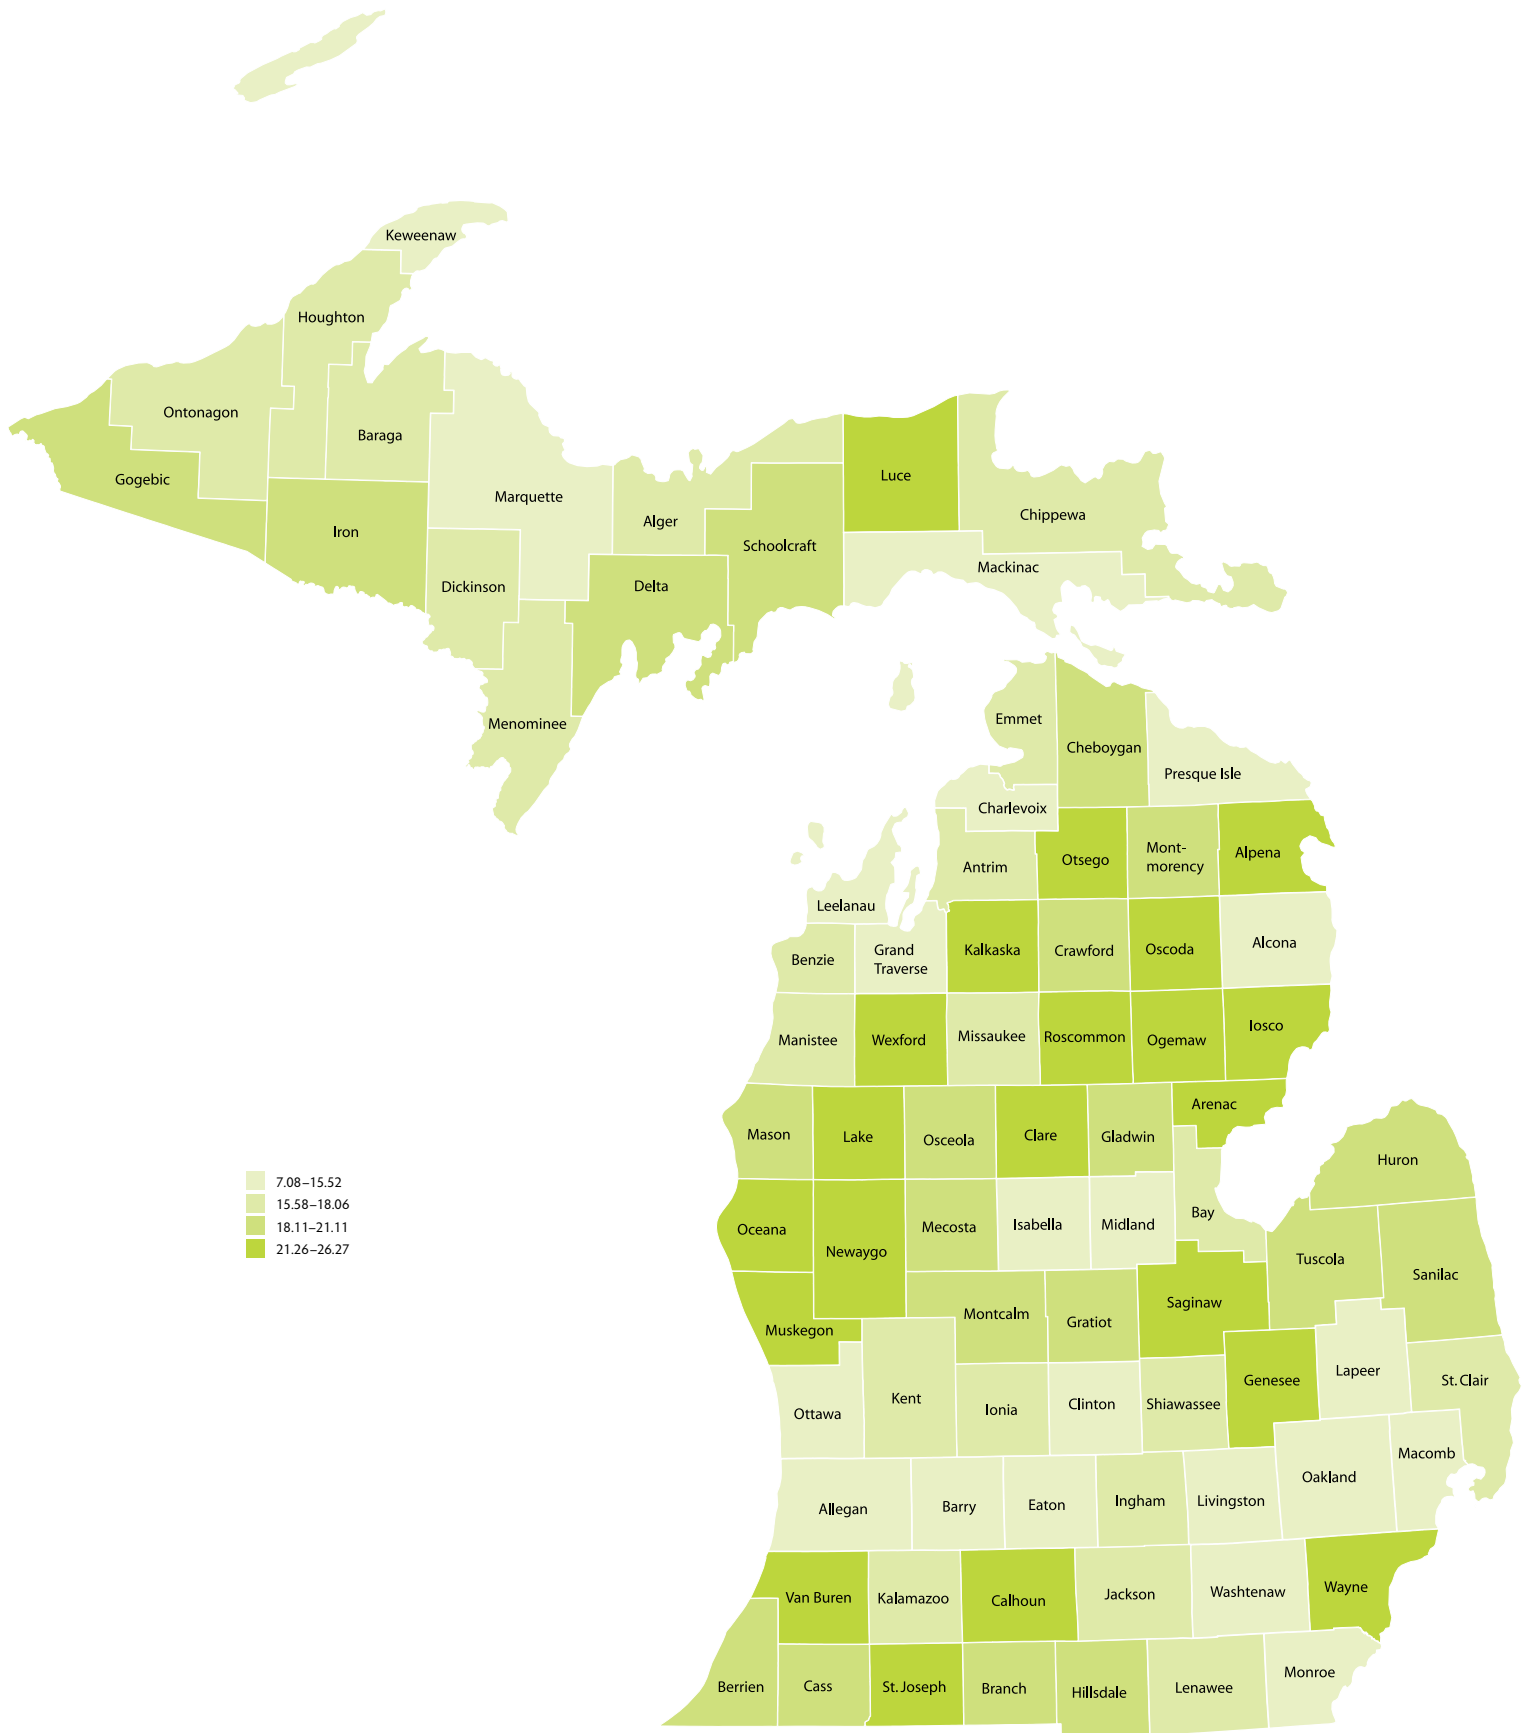 Keweenaw
Houghton
Ontonagon
Baraga
Gogebic
Luce
Marquette
Alger
Chippewa
Iron
Schoolcraft
Mackinac
Dickinson
Delta
Menominee
Emmet
Cheboygan
Presque Isle
Charlevoix
Antrim
Otsego
Mont-
morency
Alpena
Leelanau
Benzie
Grand
Traverse
Kalkaska
Crawford
Oscoda
Alcona
Manistee
Wexford
Missaukee
Roscommon
Ogemaw
Iosco
Arenac
Mason
Lake
Osceola
Clare
Gladwin
Huron
7.08–15.52
15.58–18.06
18.11–21.11
21.26–26.27
Oceana
Newaygo
Mecosta
Isabella
Midland
Bay
Tuscola
Sanilac
Muskegon
Montcalm
Gratiot
Saginaw
Ottawa
Kent
Ionia
Clinton
Shiawassee
Genesee
Lapeer
St. Clair
Allegan
Barry
Eaton
Ingham
Livingston
Oakland
Macomb
Van Buren
Kalamazoo
Calhoun
Jackson
Washtenaw
Wayne
Berrien
Cass
St. Joseph
Branch
Hillsdale
Lenawee
Monroe